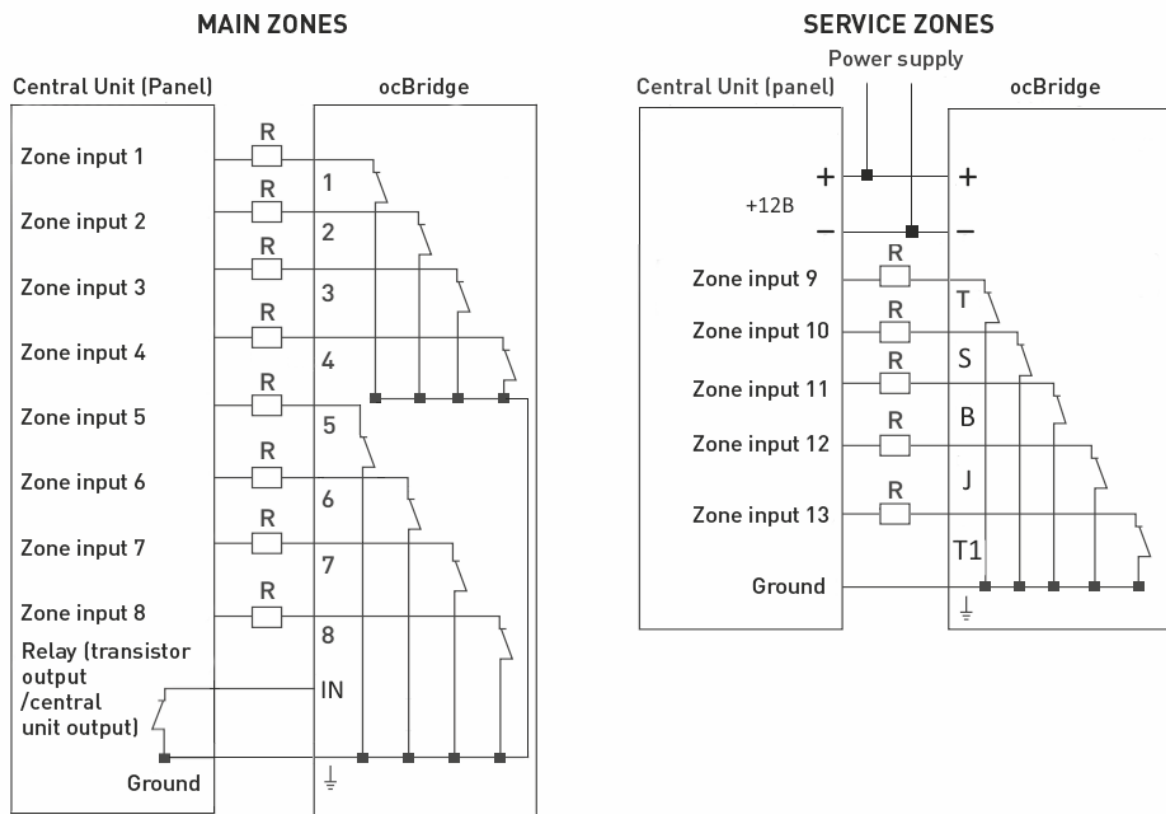 MAIN ZONES
Central Unit (Panel)
ocBridge
Zone input 1
R
1
Zone input 2
R
2
Zone input 3
R
3
Zone input 4
R
4
Zone input 5
R
5
Zone input 6
R
6
Zone input 7
R
7
Zone input 8
R
8
Relay (transistor
output
/central
unit output)
IN
Ground
SERVICE ZONES
Power supply
Central Unit (panel)
ocBridge
+
+
+12B
−
−
Zone input 9
R
T
Zone input 10
R
S
Zone input 11
R
B
Zone input 12
R
J
Zone input 13
R
T1
Ground